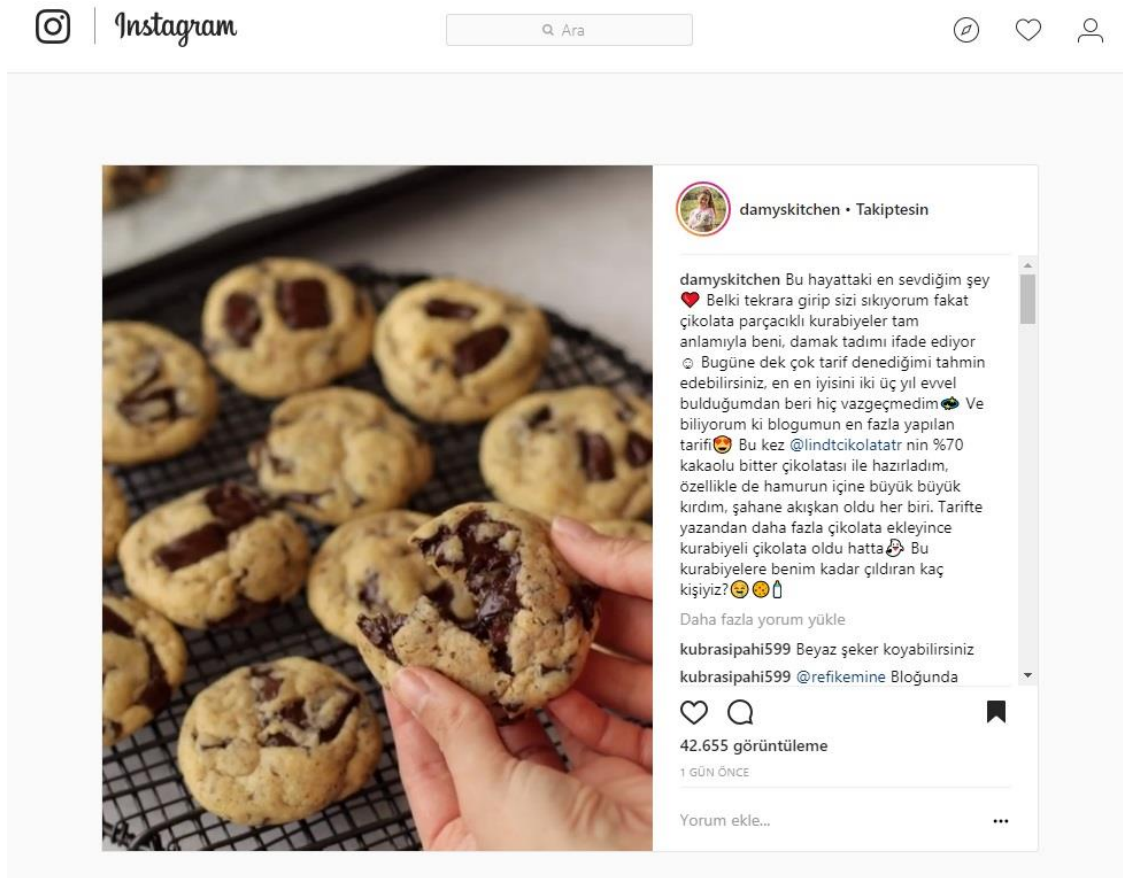 Instagram
Ara
damyskitchen • Takiptesin
damyskitchen Bu hayattaki en sevdiğim şey
❤ Belki tekrara girip sizi sıkıyorum fakat
çikolata parçacıklı kurabiyeler tam
anlamıyla beni, damak tadımı ifade ediyor
☺ Bugüne dek çok tarif denediğimi tahmin
edebilirsiniz, en en iyisini iki üç yıl evvel
bulduğumdan beri hiç vazgeçmedim Ve
biliyorum ki blogumun en fazla yapılan
tarifi😍 Bu kez @lindtcikolatatr nin %70
kakaolu bitter çikolatası ile hazırladım,
özellikle de hamurun içine büyük büyük
kırdım, şahane akışkan oldu her biri. Tarifte
yazandan daha fazla çikolata ekleyince
kurabiyeli çikolata oldu hatta👻 Bu
kurabiyelere benim kadar çıldıran kaç
kişiyiz?😋🍪🍼
Daha fazla yorum yükle
kubrasipahi599 Beyaz şeker koyabilirsiniz
kubrasipahi599 @refikemine Bloğunda
42.655 görüntüleme
1 GÜN ÖNCE
Yorum ekle...